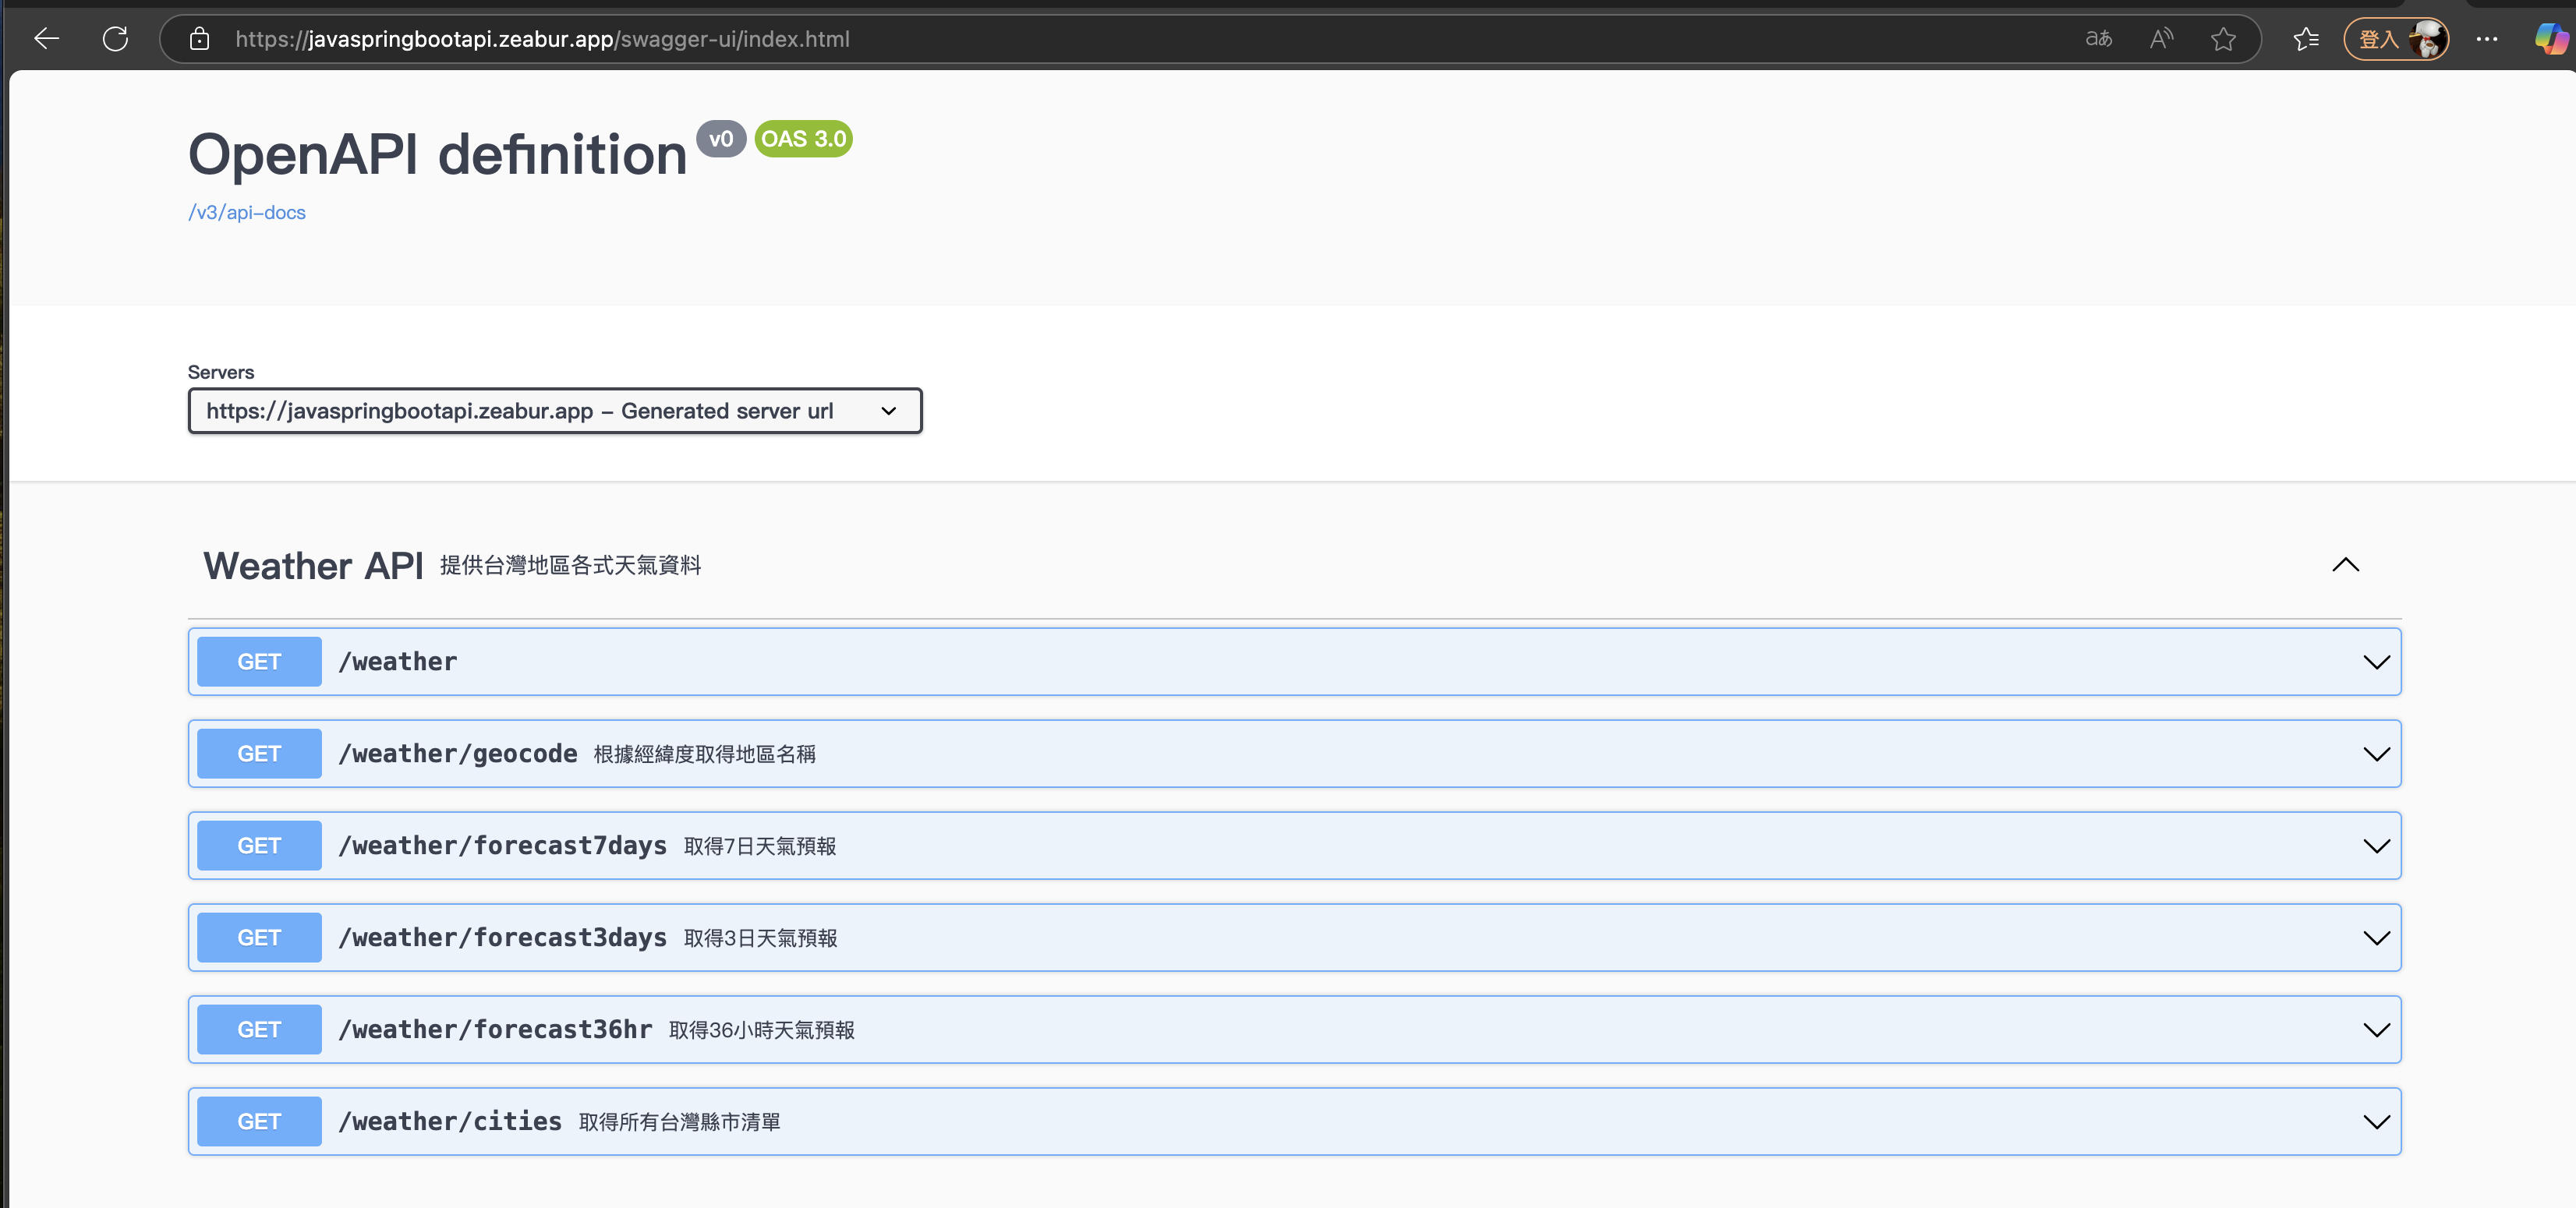 https://javaspringbootapi.zeabur.app/swagger-ui/index.html
aあ
登入
OpenAPI definition v0 OAS 3.0
/v3/api-docs
Servers
https://javaspringbootapi.zeabur.app – Generated server url
Weather API 提供台灣地區各式天氣資料
GET /weather
GET /weather/geocode 根據經緯度取得地區名稱
GET /weather/forecast7days 取得7日天氣預報
GET /weather/forecast3days 取得3日天氣預報
GET /weather/forecast36hr 取得36小時天氣預報
GET /weather/cities 取得所有台灣縣市清單